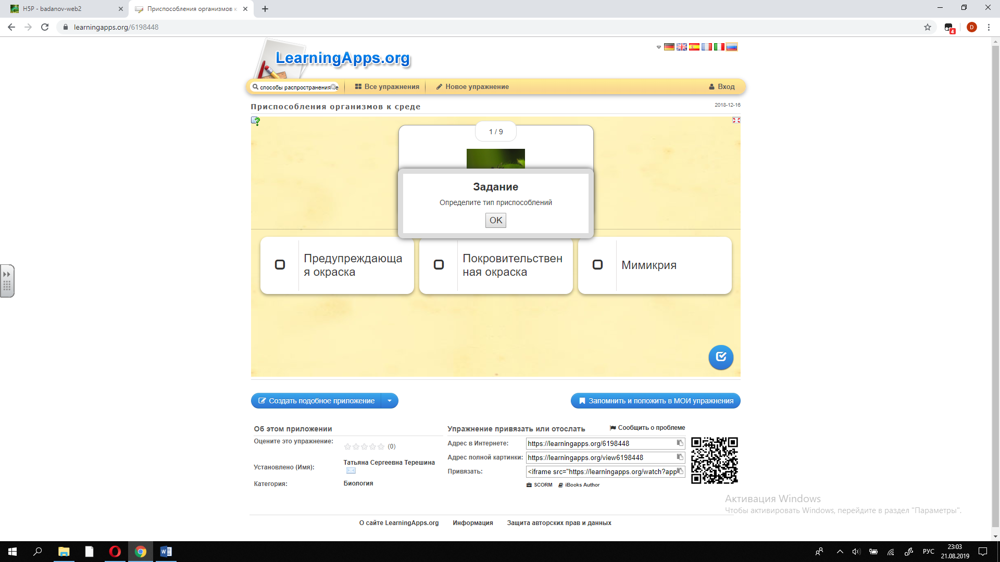 H5P - badanov-web2
Приспособления организмов к
learningapps.org/6198448
4
D
LearningApps.org
способы распространения
Все упражнения
Новое упражнение
Вход
Приспособления организмов к среде
2018-12-16
1 / 9
Задание
Определите тип приспособлений
OK
Предупреждающа
я окраска
Покровительствен
ная окраска
Мимикрия
Создать подобное приложение
Запомнить и положить в МОИ упражнения
Об этом приложении
Упражнение привязать или отослать
Сообщить о проблеме
Оцените это упражнение:
(0)
Адрес в Интернете:
https://learningapps.org/6198448
Адрес полной картинки:
https://learningapps.org/view6198448
Установлено (Имя):
Татьяна Сергеевна Терешина
Привязать:
<iframe src="https://learningapps.org/watch?app
Категория:
Биология
SCORM
iBooks Author
Активация Windows
Чтобы активировать Windows, перейдите в раздел "Параметры".
О сайте LearningApps.org
Информация
Защита авторских прав и данных
РУС
23:03
21.08.2019